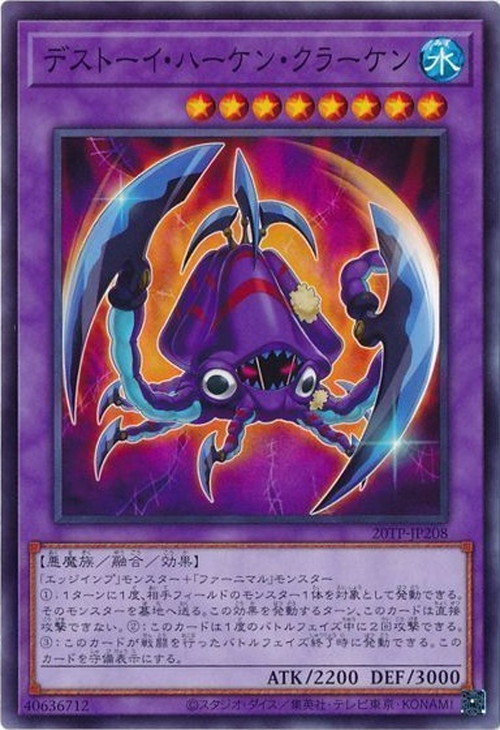 デストーイ・ハーケン・クラーケン
水
20TP-JP208
【悪魔族/融合/効果】
「エッジインプ」モンスター+「ファーニマル」モンスター
①:1ターンに1度、相手フィールドのモンスター1体を対象として発動できる。
そのモンスターを墓地へ送る。この効果を発動するターン、このカードは直接
攻撃できない。②:このカードは1度のバトルフェイズ中に2回攻撃できる。
③:このカードが戦闘を行ったバトルフェイズ終了時に発動できる。この
カードを守備表示にする。
ATK/2200 DEF/3000
40636712
©スタジオ・ダイス/集英社・テレビ東京・KONAMI